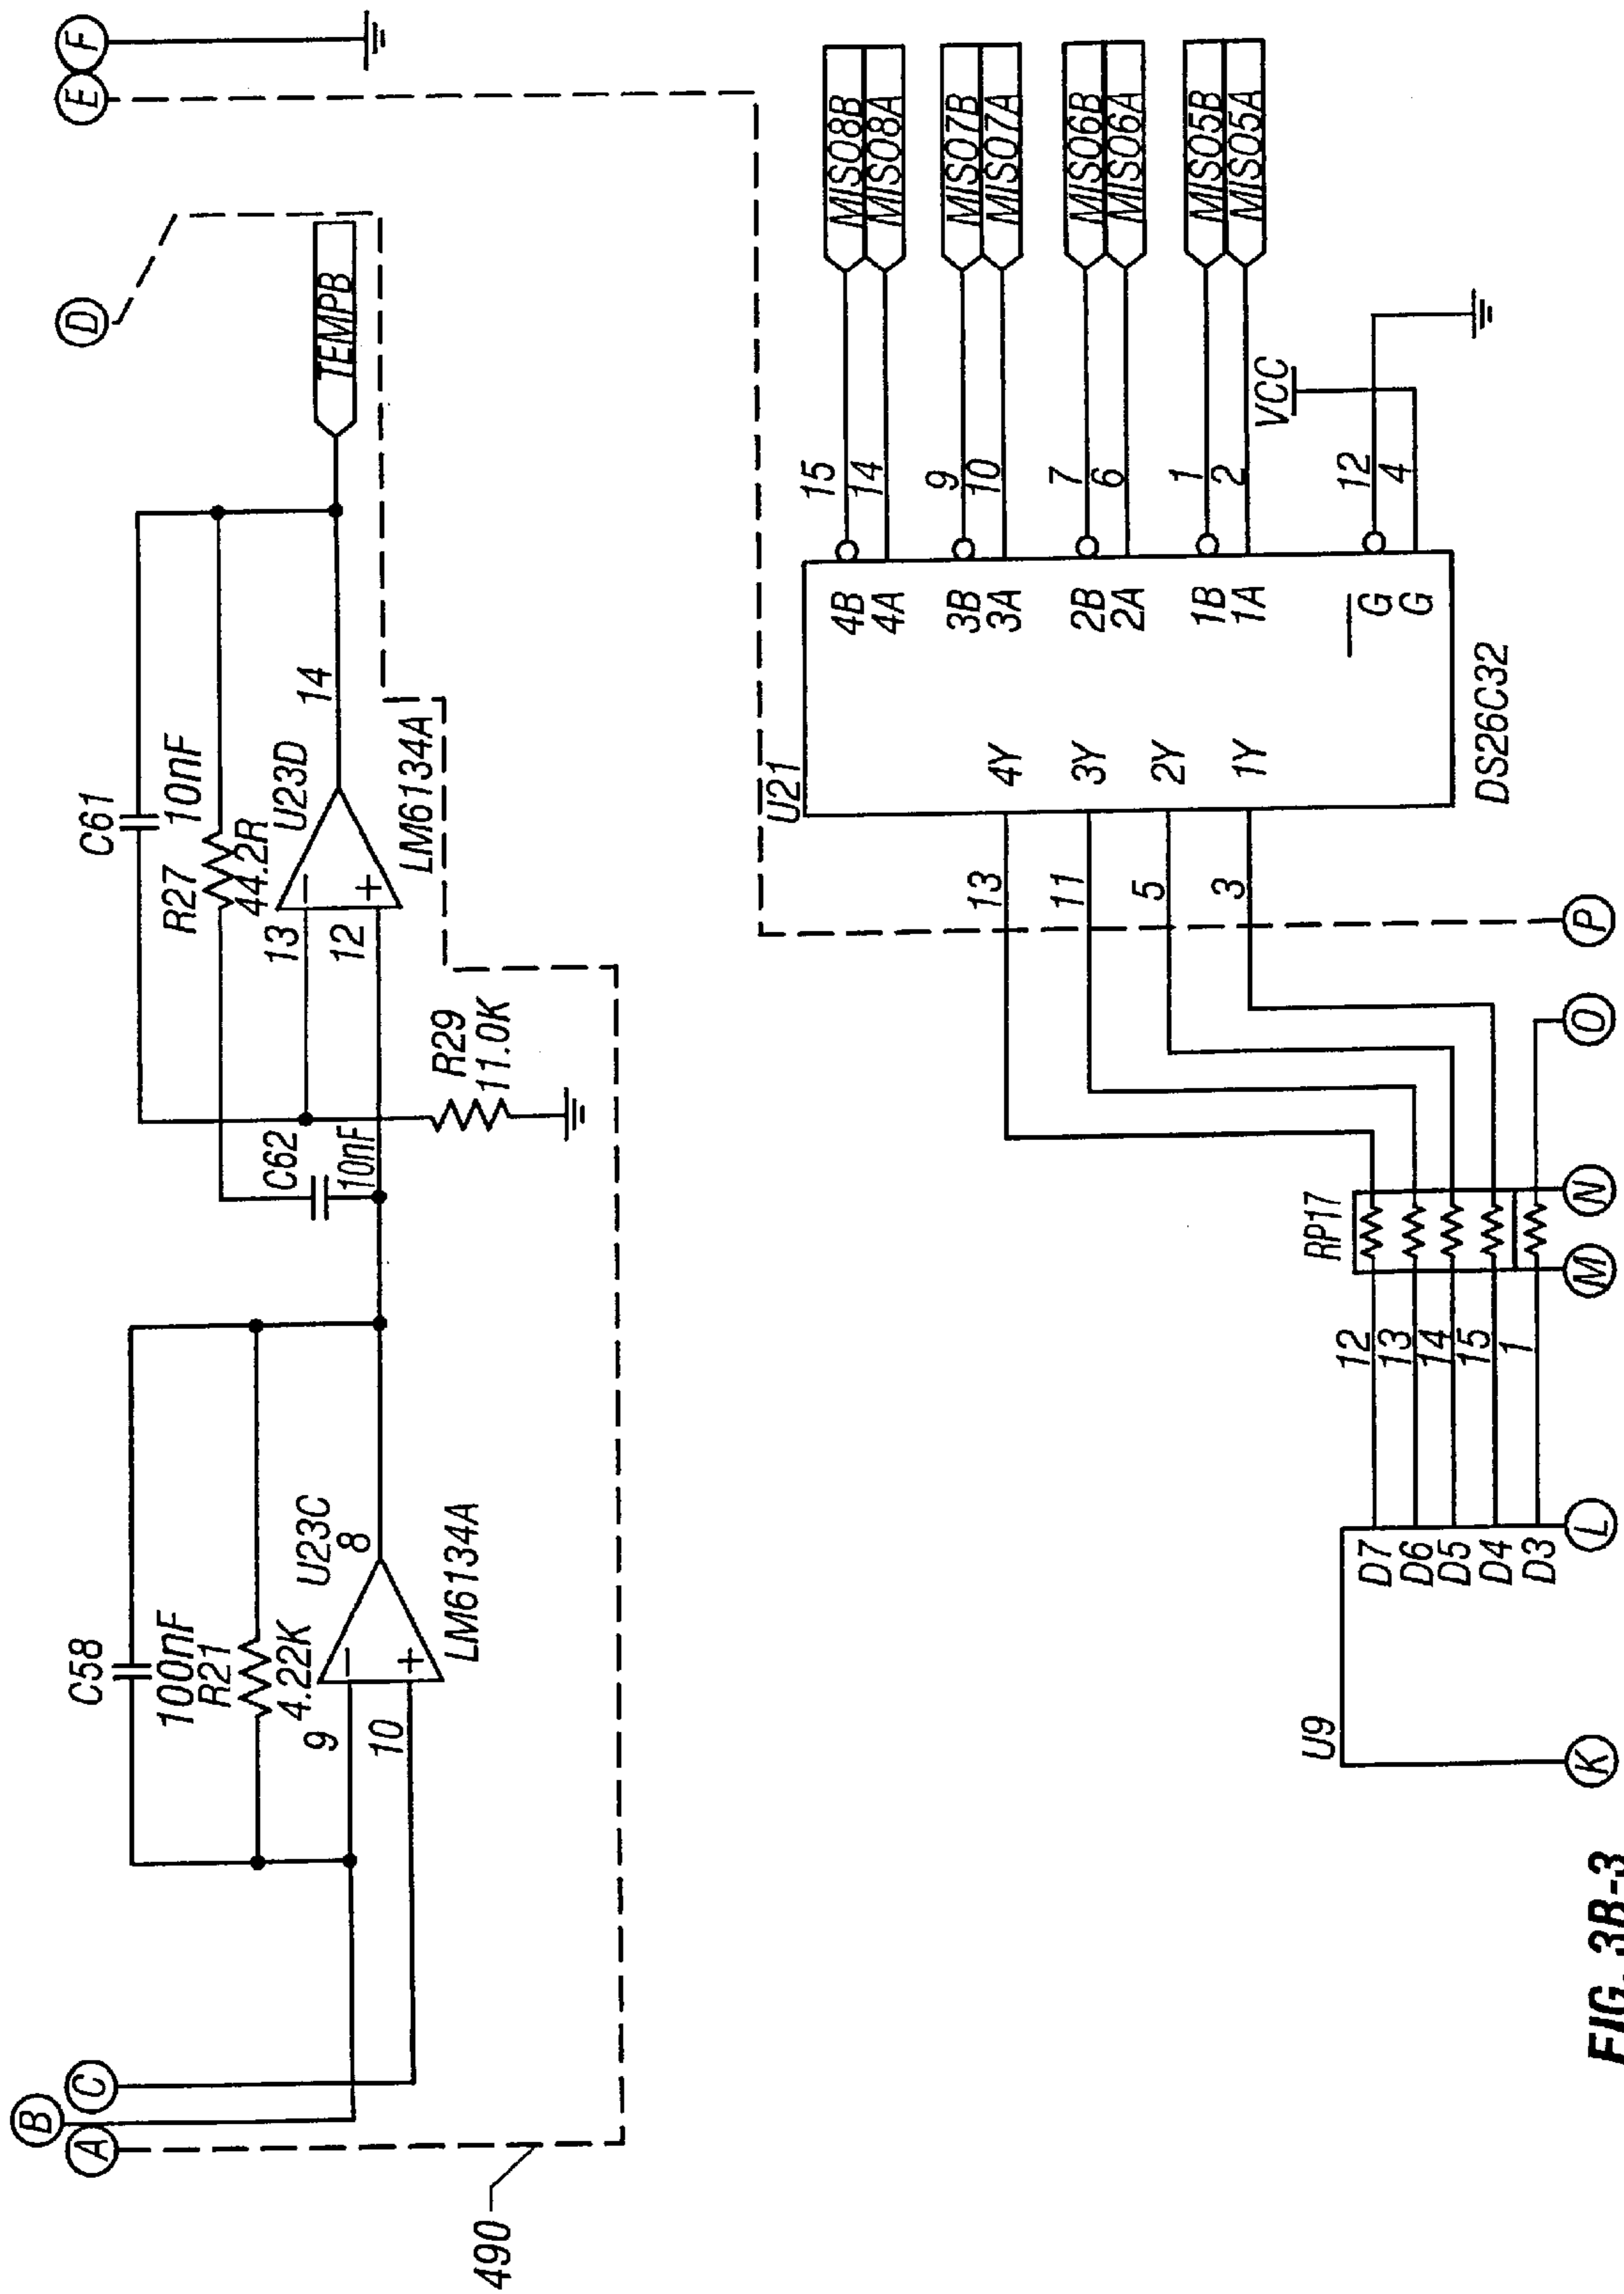 B
A
C
D
E
F
490
C58
100nF
R21
4.22K
9
10
U23C
8
LM6134A
C61
10nF
R27
44.2R
U23D
13
12
14
LM6134A
C62
10nF
R29
11.0K
TEMPB
U21
4Y
3Y
2Y
1Y
4B
4A
3B
3A
2B
2A
1B
1A
G
G
DS26C32
13
11
5
3
15
14
9
10
7
6
1
2
12
4
VCC
MISO8B
MISO8A
MISO7B
MISO7A
MISO6B
MISO6A
MISO5B
MISO5A
U9
D7
D6
D5
D4
D3
12
13
14
15
1
RP17
K
L
M
N
O
P
FIG. 3B-3